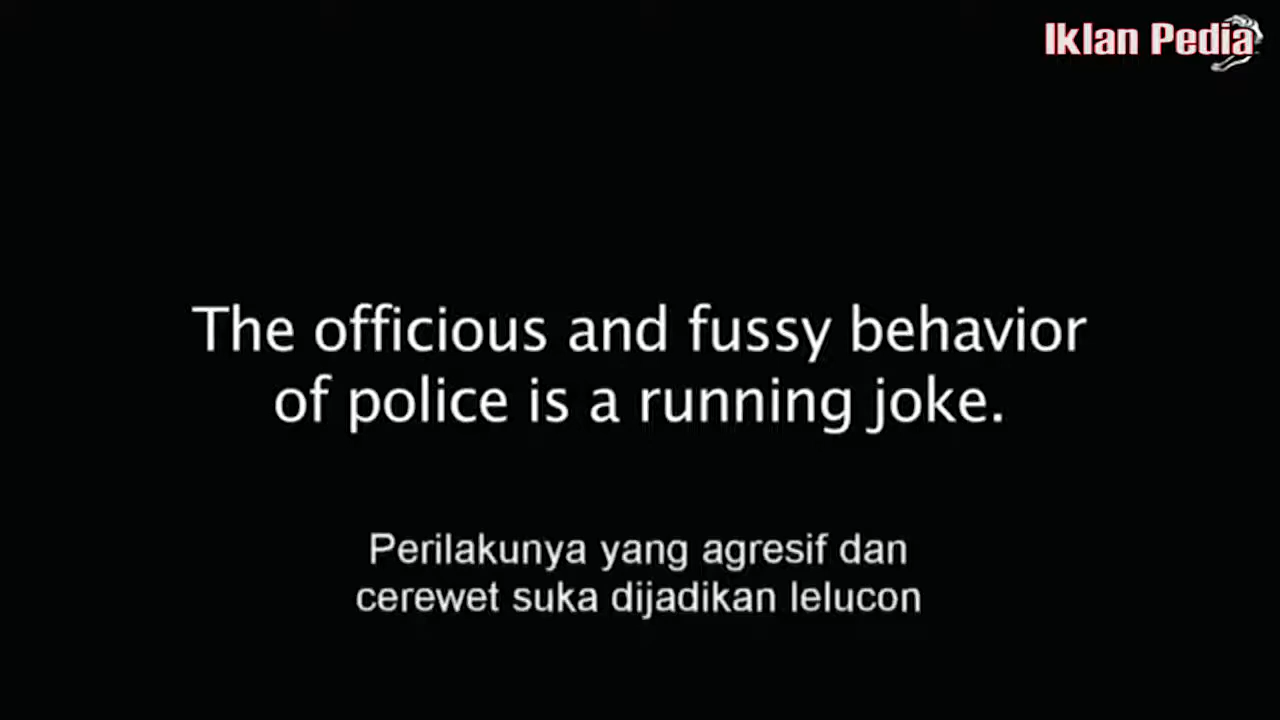 Iklan Pedia
The officious and fussy behavior
of police is a running joke.
Perilakunya yang agresif dan
cerewet suka dijadikan lelucon